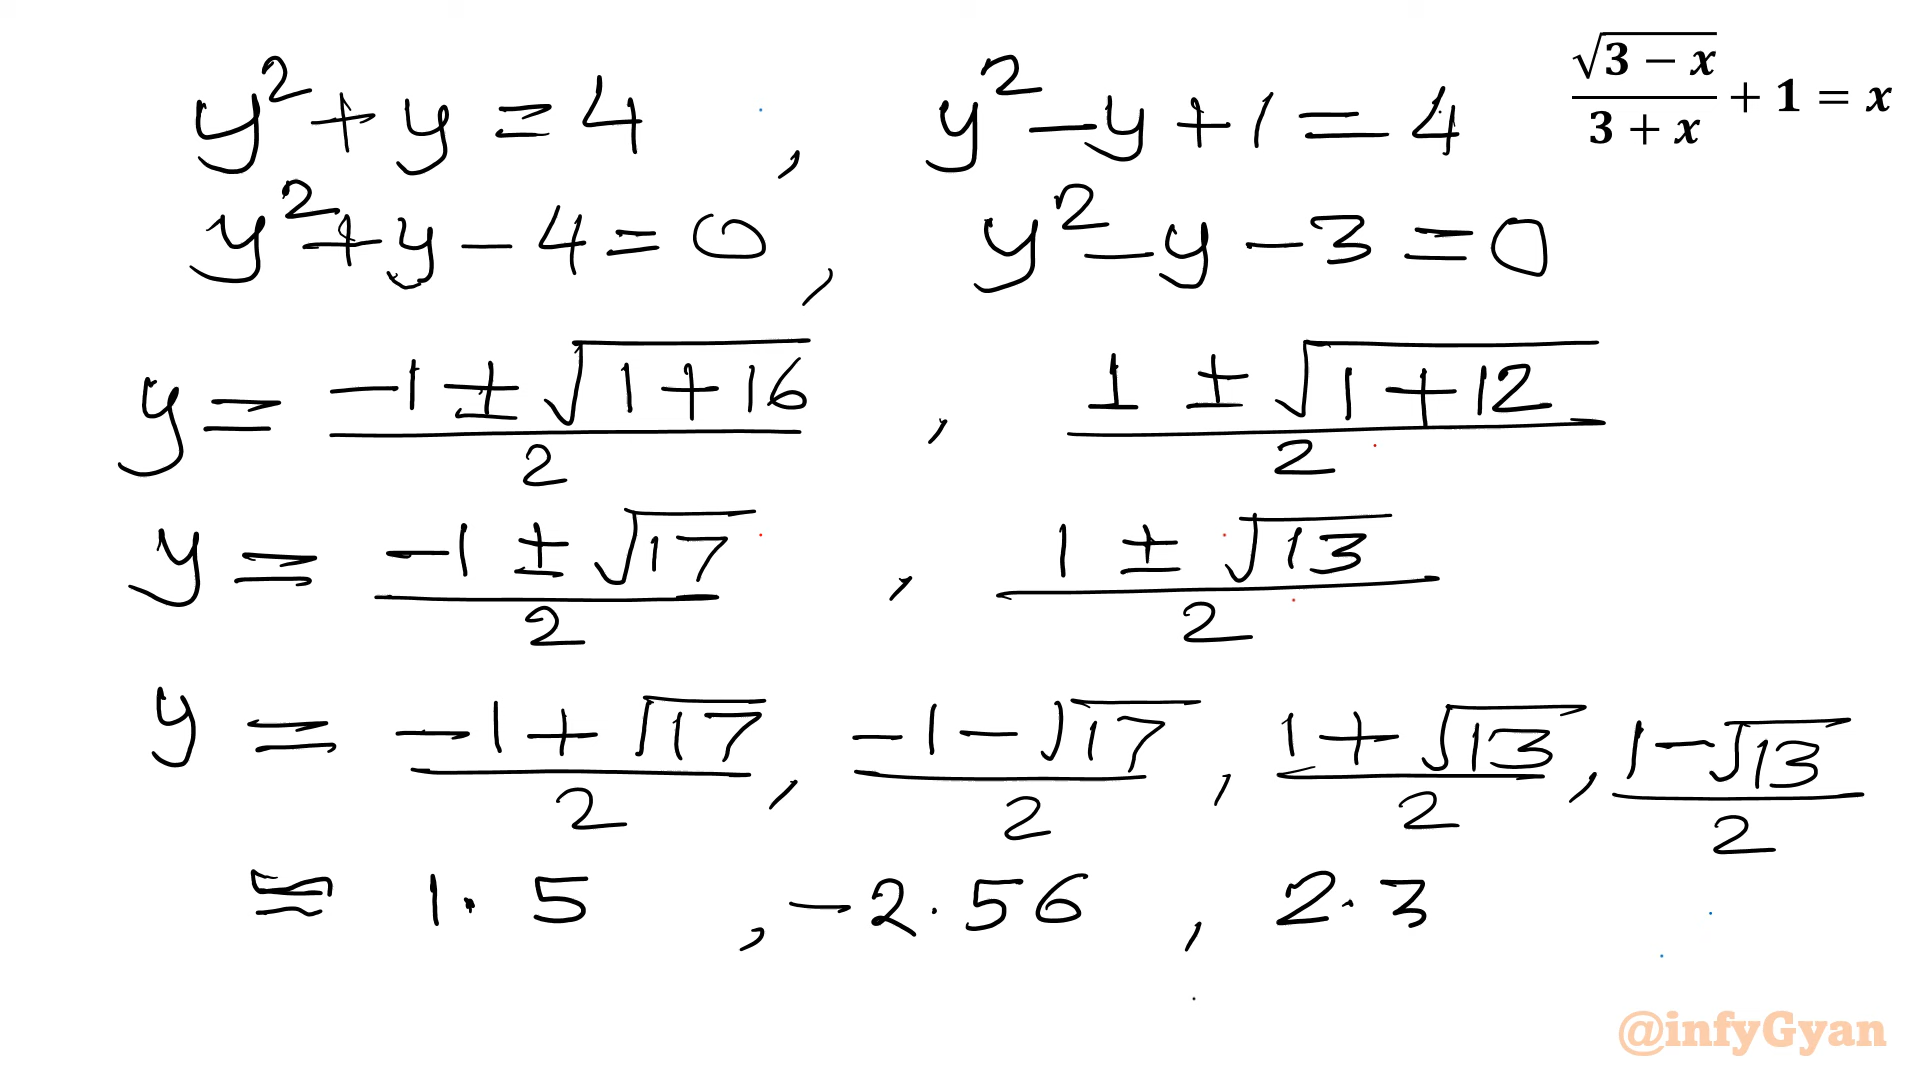 y² + y = 4 , y² − y + 1 = 4
√(3 − x)/(3 + x) + 1 = x
y² + y − 4 = 0 , y² − y − 3 = 0
y = (−1 ± √(1 + 16))/2 , (1 ± √(1 + 12))/2
y = (−1 ± √17)/2 , (1 ± √13)/2
y = (−1 + √17)/2 , (−1 − √17)/2 , (1 + √13)/2 , (1 − √13)/2
≅ 1.5 , −2.56 , 2.3
@infyGyan